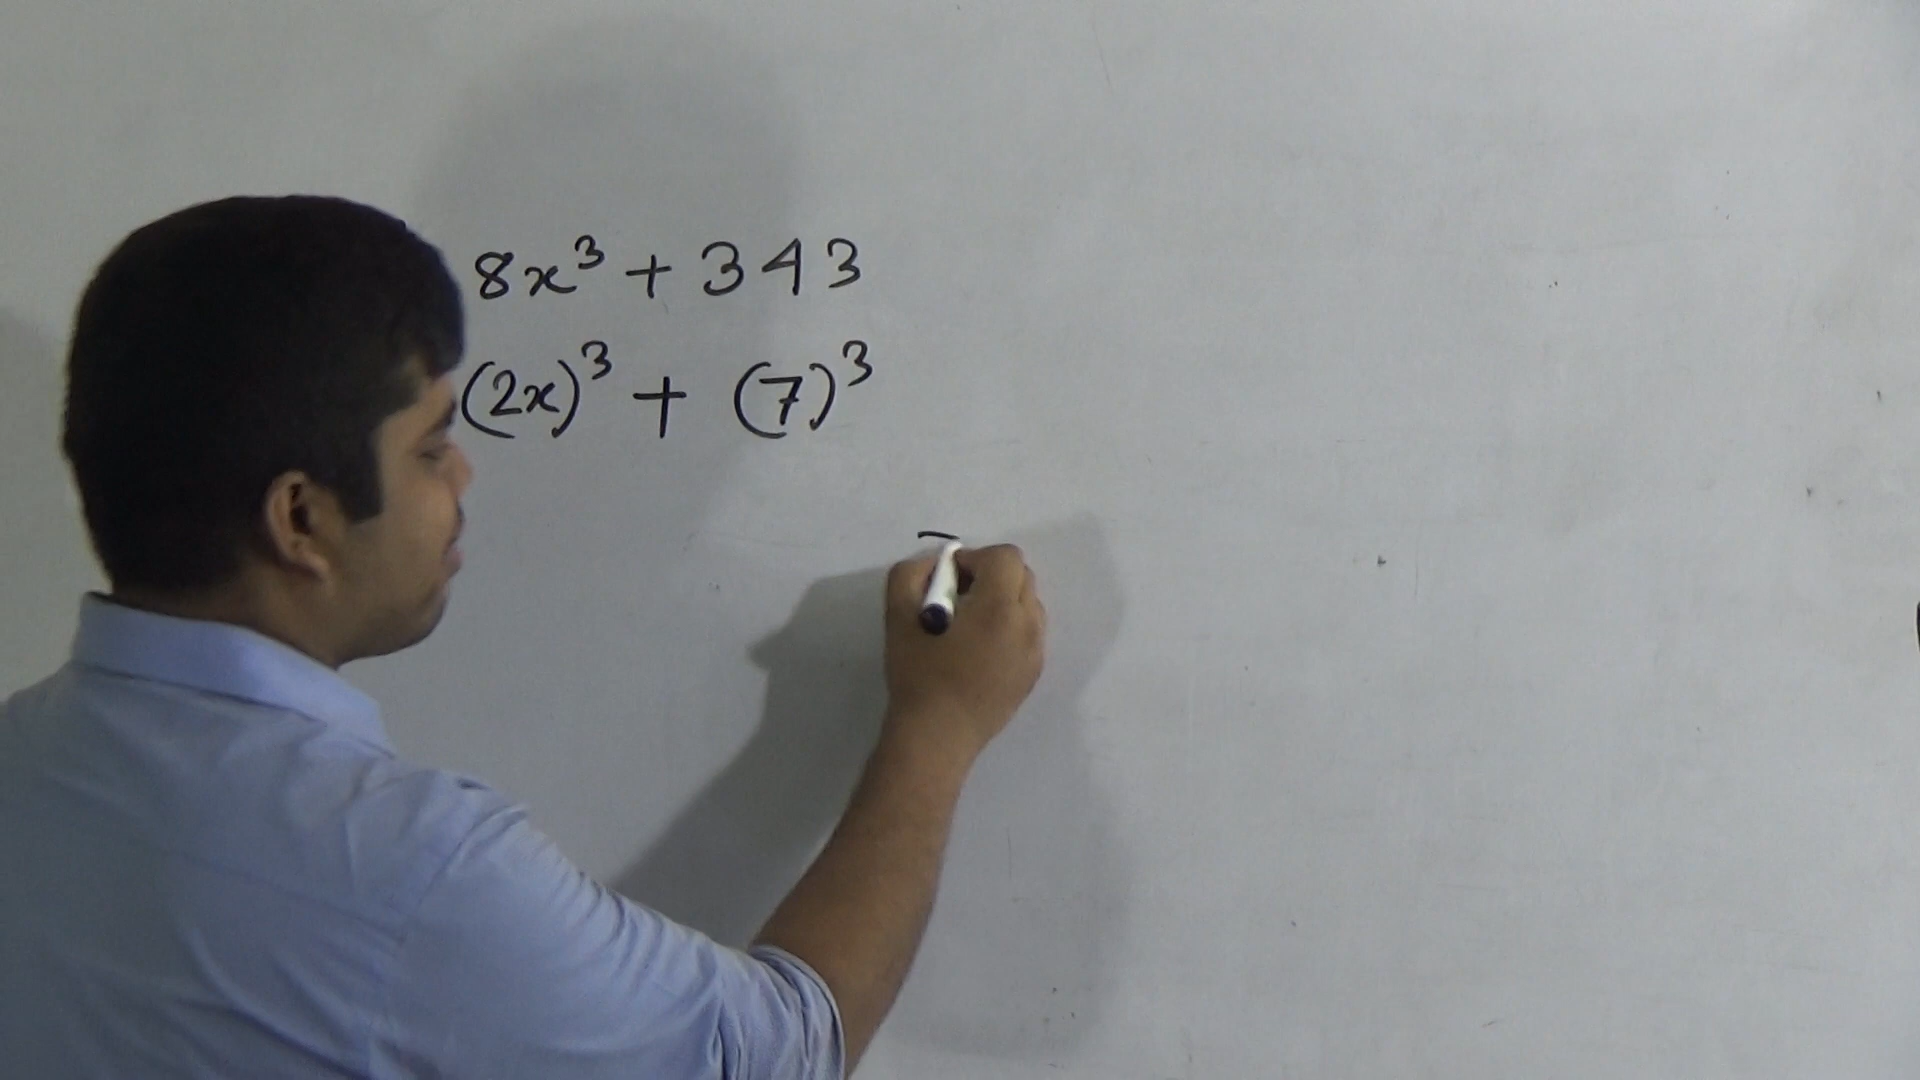 8x³ + 343
(2x)³ + (7)³